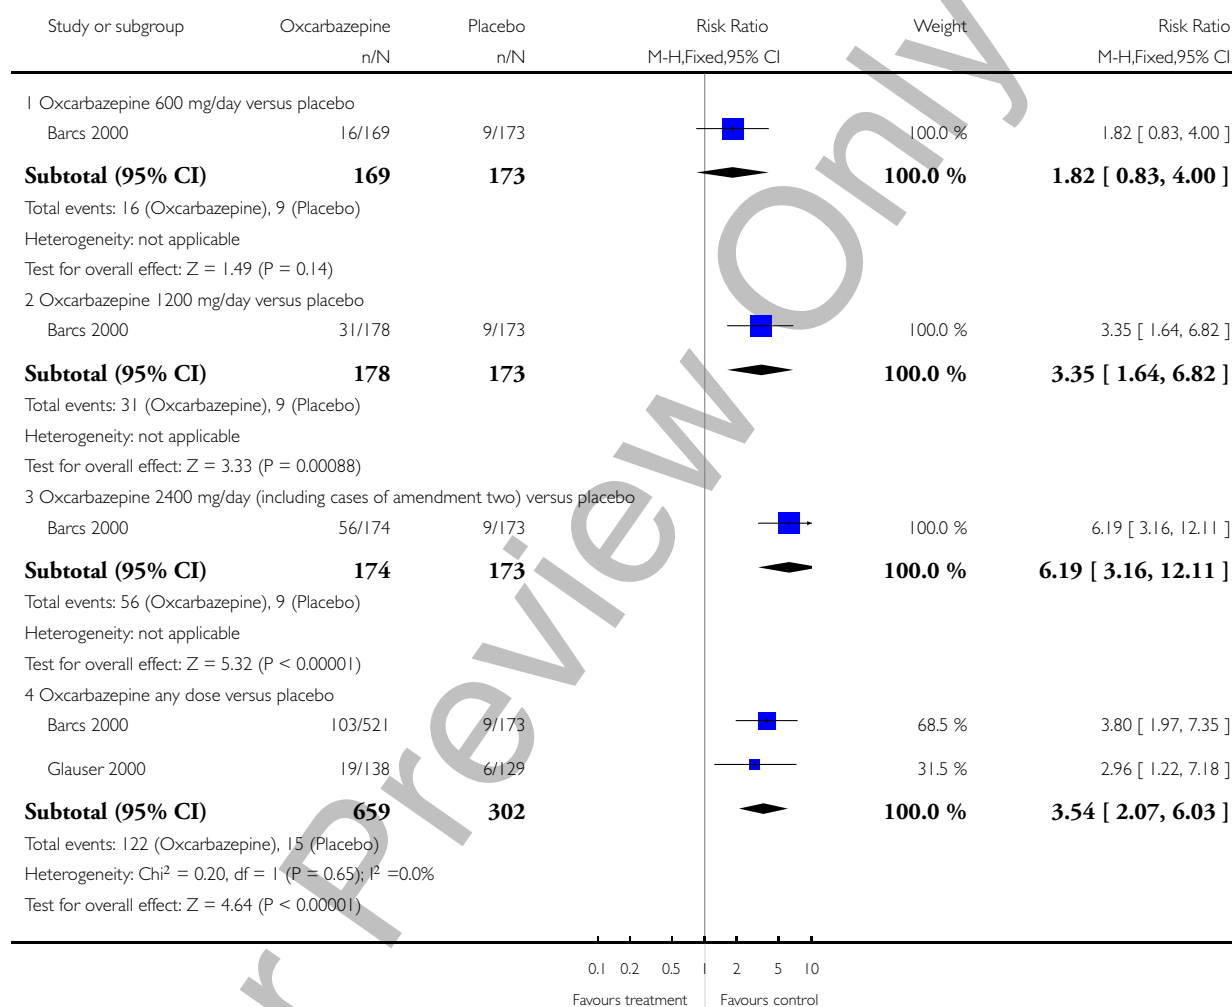 Study or subgroup Oxcarbazepine Placebo Risk Ratio Weight Risk Ratio
n/N n/N M-H,Fixed,95% CI M-H,Fixed,95% CI
1 Oxcarbazepine 600 mg/day versus placebo
Barcs 2000 16/169 9/173 100.0 % 1.82 [ 0.83, 4.00 ]
Subtotal (95% CI) 169 173 100.0 % 1.82 [ 0.83, 4.00 ]
Total events: 16 (Oxcarbazepine), 9 (Placebo)
Heterogeneity: not applicable
Test for overall effect: Z = 1.49 (P = 0.14)
2 Oxcarbazepine 1200 mg/day versus placebo
Barcs 2000 31/178 9/173 100.0 % 3.35 [ 1.64, 6.82 ]
Subtotal (95% CI) 178 173 100.0 % 3.35 [ 1.64, 6.82 ]
Total events: 31 (Oxcarbazepine), 9 (Placebo)
Heterogeneity: not applicable
Test for overall effect: Z = 3.33 (P = 0.00088)
3 Oxcarbazepine 2400 mg/day (including cases of amendment two) versus placebo
Barcs 2000 56/174 9/173 100.0 % 6.19 [ 3.16, 12.11 ]
Subtotal (95% CI) 174 173 100.0 % 6.19 [ 3.16, 12.11 ]
Total events: 56 (Oxcarbazepine), 9 (Placebo)
Heterogeneity: not applicable
Test for overall effect: Z = 5.32 (P < 0.00001)
4 Oxcarbazepine any dose versus placebo
Barcs 2000 103/521 9/173 68.5 % 3.80 [ 1.97, 7.35 ]
Glauser 2000 19/138 6/129 31.5 % 2.96 [ 1.22, 7.18 ]
Subtotal (95% CI) 659 302 100.0 % 3.54 [ 2.07, 6.03 ]
Total events: 122 (Oxcarbazepine), 15 (Placebo)
Heterogeneity: Chi² = 0.20, df = 1 (P = 0.65); I² =0.0%
Test for overall effect: Z = 4.64 (P < 0.00001)
0.1 0.2 0.5 1 2 5 10
Favours treatment Favours control
r Preview Only